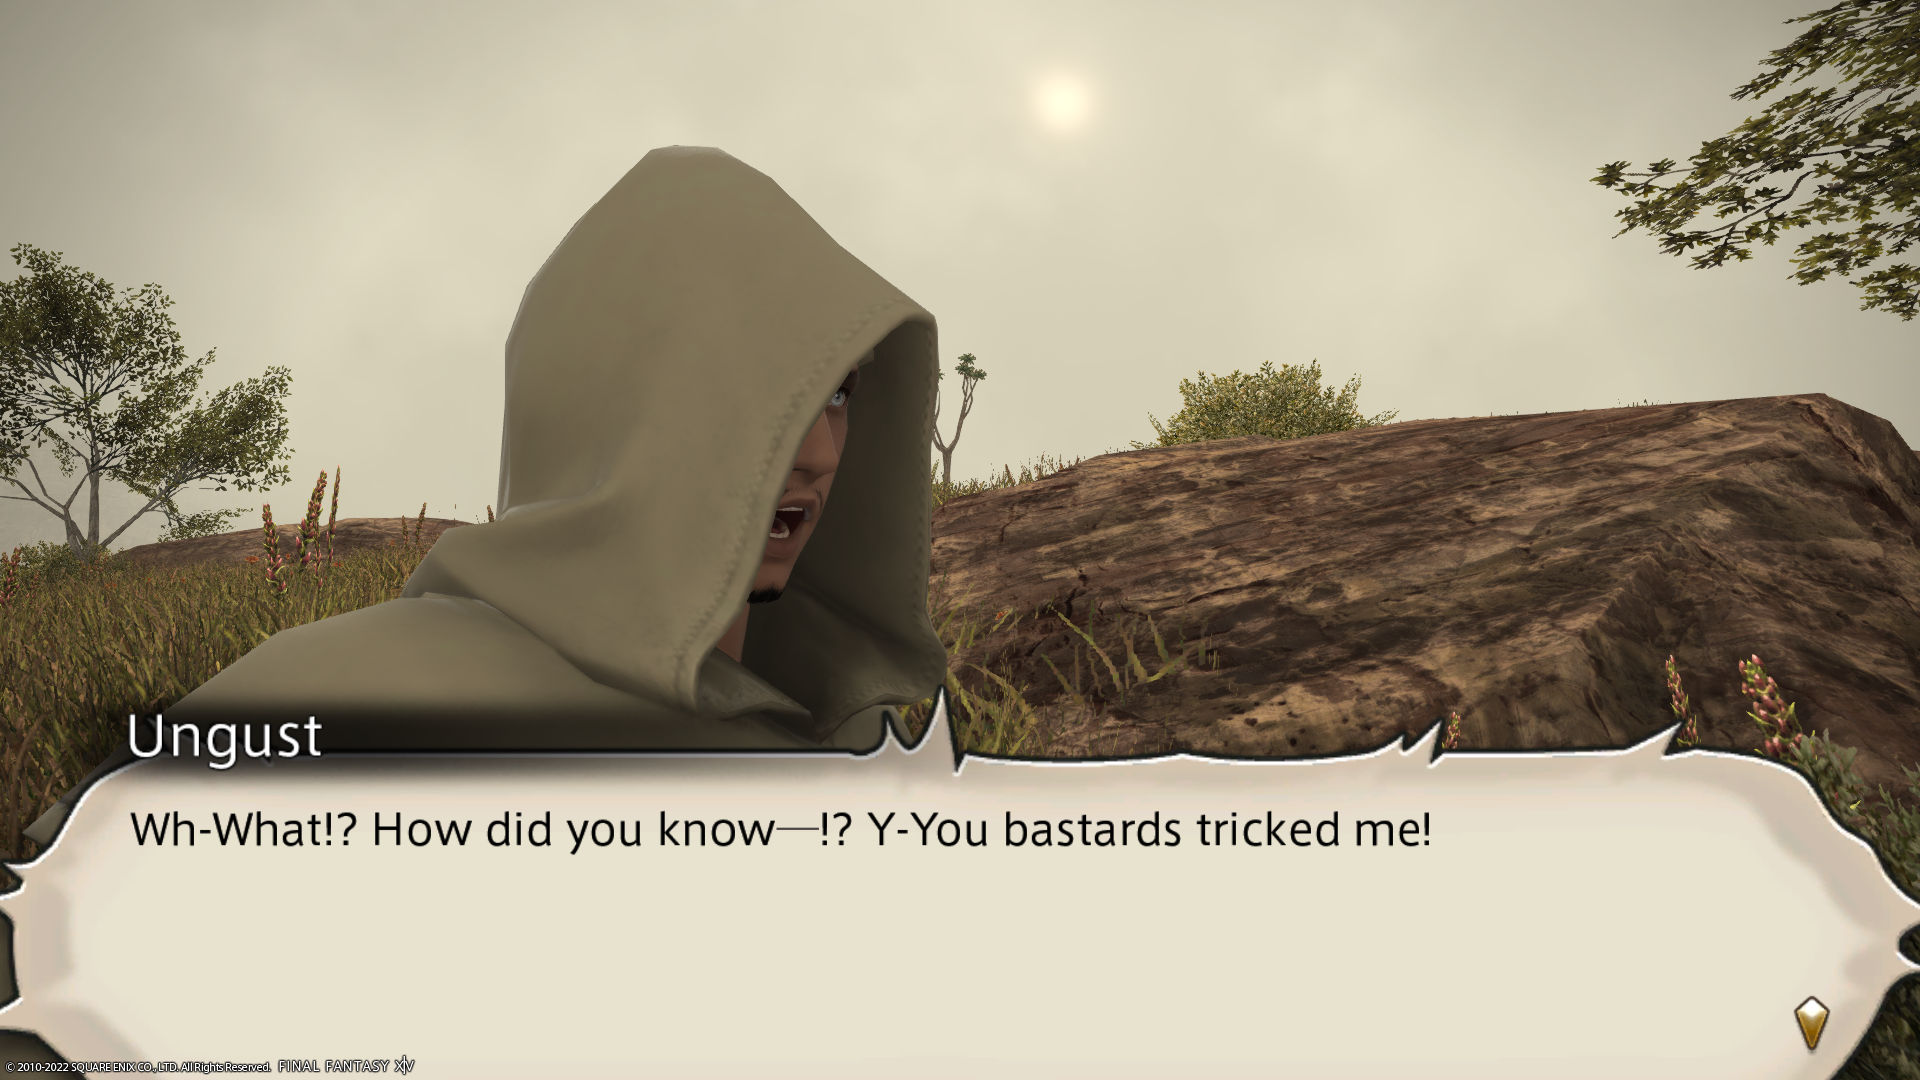 Ungust
Wh-What!? How did you know—!? Y-You bastards tricked me!
© 2010-2022 SQUARE ENIX CO., LTD. All Rights Reserved. FINAL FANTASY XIV